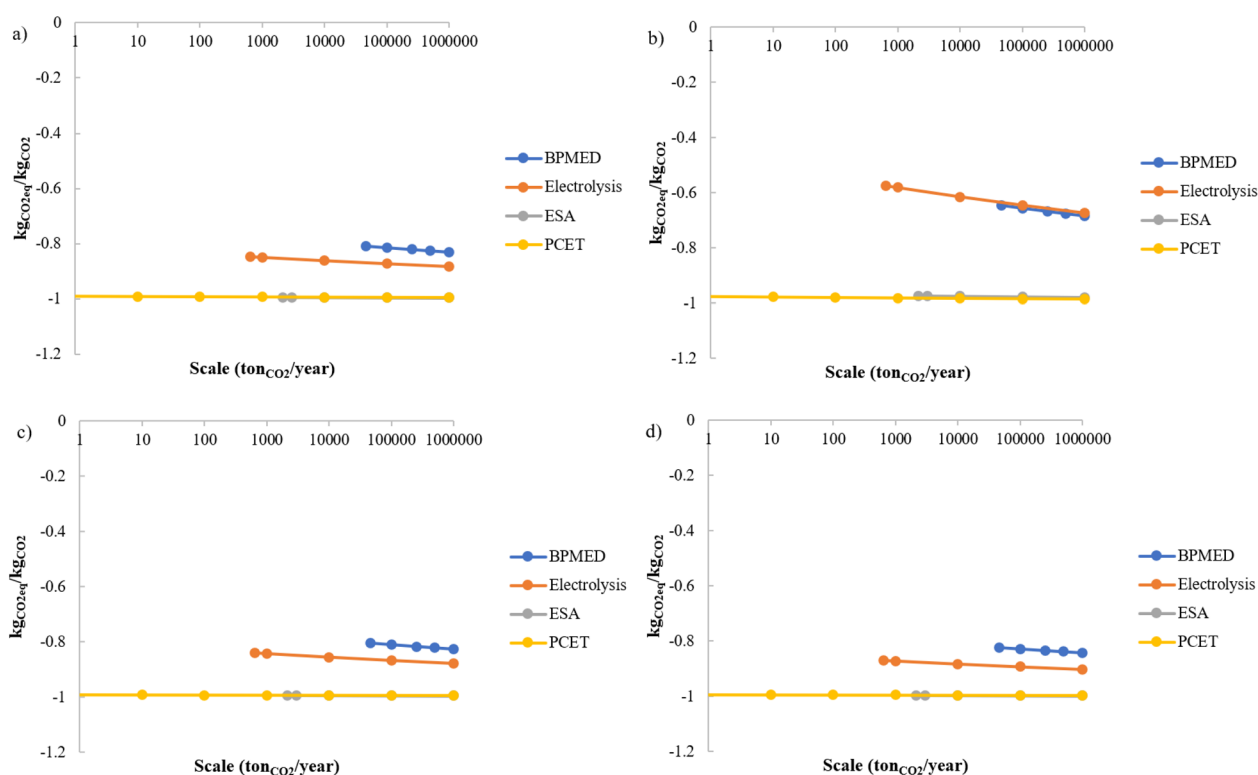 a)
0
1 10 100 1000 10000 100000 1000000
-0.2
-0.4
-0.6
-0.8
-1
-1.2
kgCO2eq/kgCO2
Scale (tonCO2/year)
BPMED
Electrolysis
ESA
PCET
b)
0
1 10 100 1000 10000 100000 1000000
-0.2
-0.4
-0.6
-0.8
-1
-1.2
kgCO2eq/kgCO2
Scale (tonCO2/year)
BPMED
Electrolysis
ESA
PCET
c)
0
1 10 100 1000 10000 100000 1000000
-0.2
-0.4
-0.6
-0.8
-1
-1.2
kgCO2eq/kgCO2
Scale (tonCO2/year)
BPMED
Electrolysis
ESA
PCET
d)
0
1 10 100 1000 10000 100000 1000000
-0.2
-0.4
-0.6
-0.8
-1
-1.2
kgCO2eq/kgCO2
Scale (tonCO2/year)
BPMED
Electrolysis
ESA
PCET